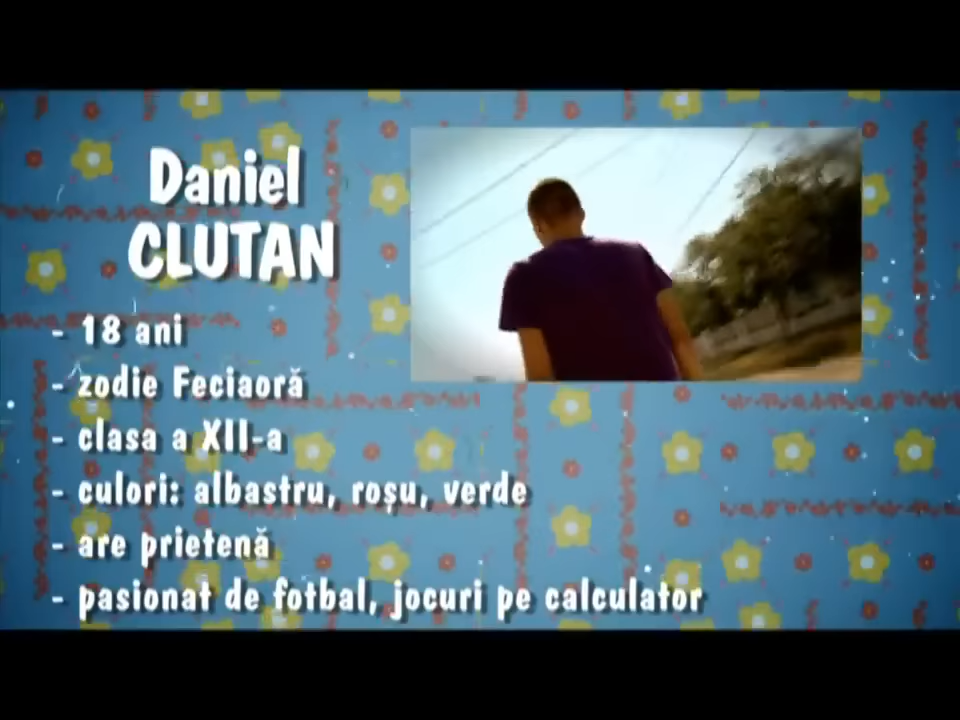 Daniel
CLUTAN
- 18 ani
- zodie Feciaoră
- clasa a XII-a
- culori: albastru, roșu, verde
- are prietenă
- pasionat de fotbal, jocuri pe calculator